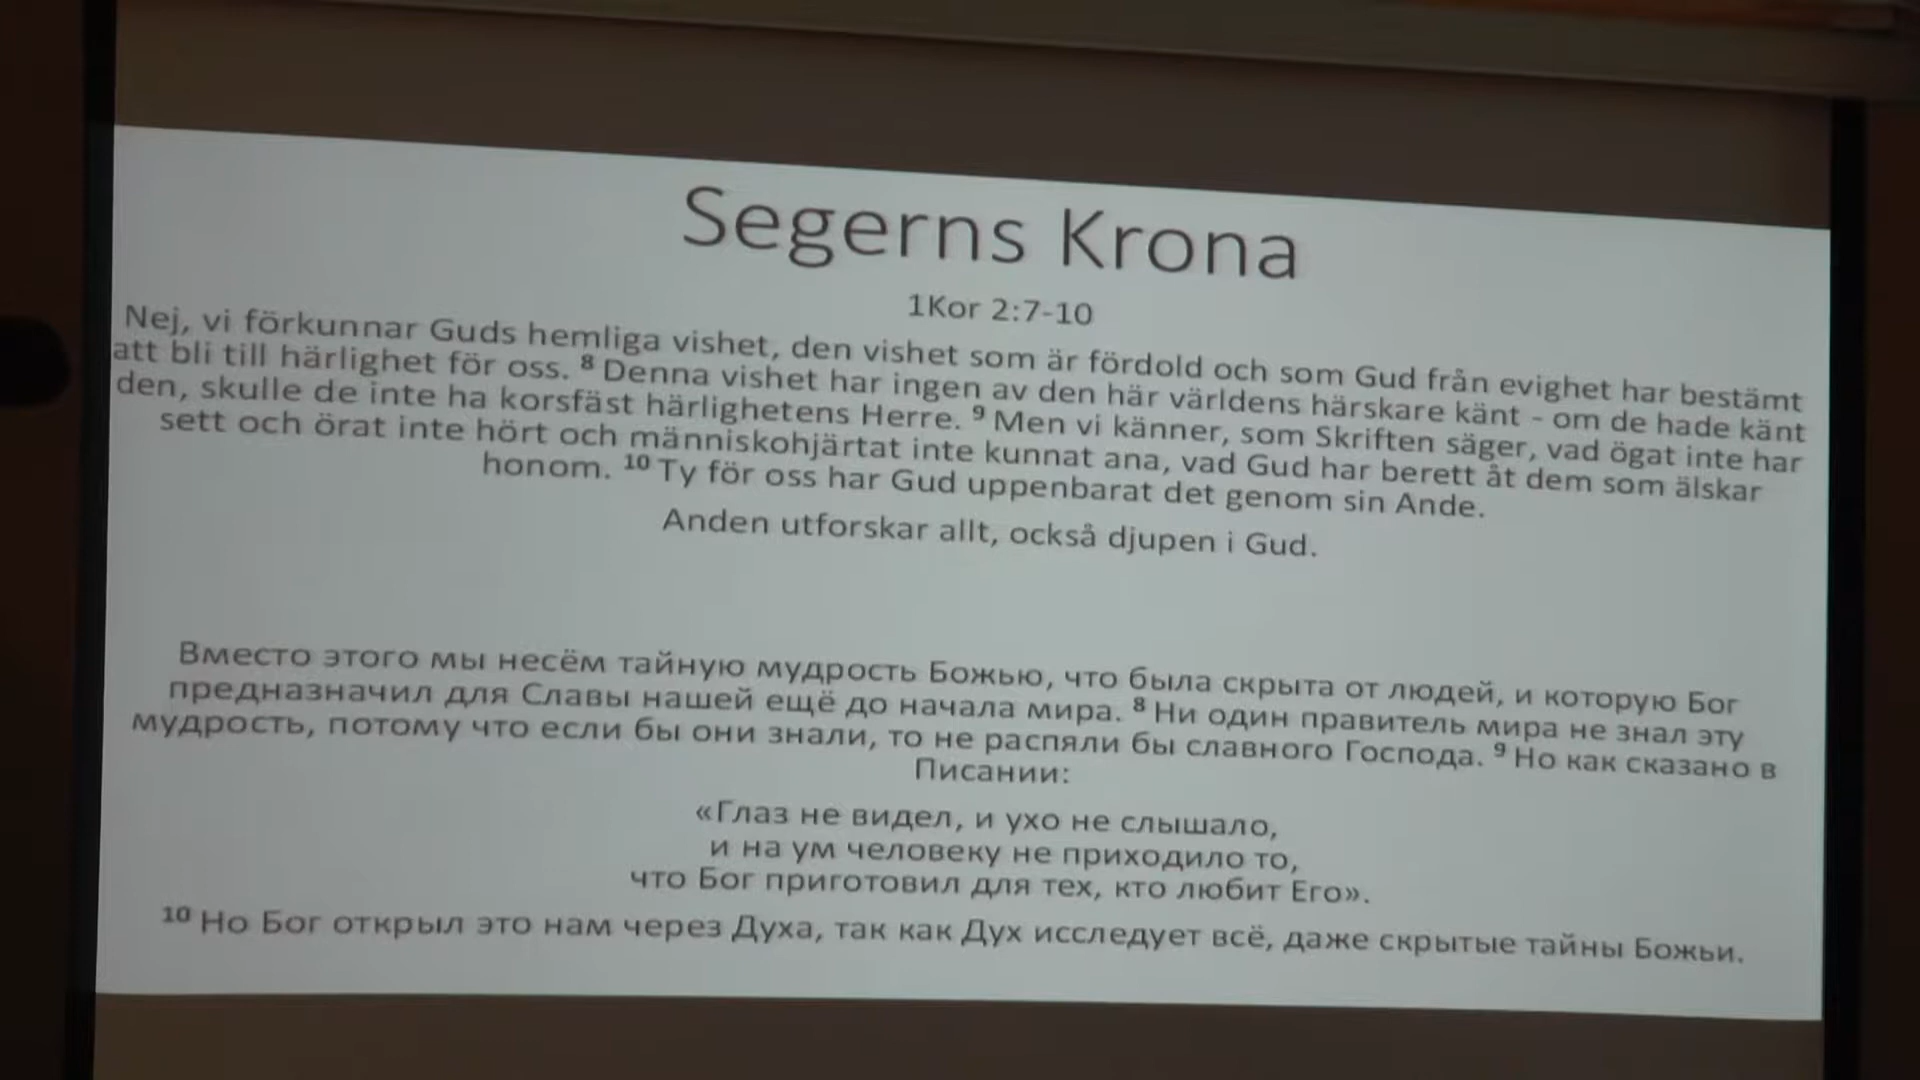 Segerns Krona
1Kor 2:7-10
Nej, vi förkunnar Guds hemliga vishet, den vishet som är fördold och som Gud från evighet har bestämt
att bli till härlighet för oss. ⁸ Denna vishet har ingen av den här världens härskare känt - om de hade känt
den, skulle de inte ha korsfäst härlighetens Herre. ⁹ Men vi känner, som Skriften säger, vad ögat inte har
sett och örat inte hört och människohjärtat inte kunnat ana, vad Gud har berett åt dem som älskar
honom. ¹⁰ Ty för oss har Gud uppenbarat det genom sin Ande.
Anden utforskar allt, också djupen i Gud.
Вместо этого мы несём тайную мудрость Божью, что была скрыта от людей, и которую Бог
предназначил для Славы нашей ещё до начала мира. ⁸ Ни один правитель мира не знал эту
мудрость, потому что если бы они знали, то не распяли бы славного Господа. ⁹ Но как сказано в
Писании:
«Глаз не видел, и ухо не слышало,
и на ум человеку не приходило то,
что Бог приготовил для тех, кто любит Его».
¹⁰ Но Бог открыл это нам через Духа, так как Дух исследует всё, даже скрытые тайны Божьи.